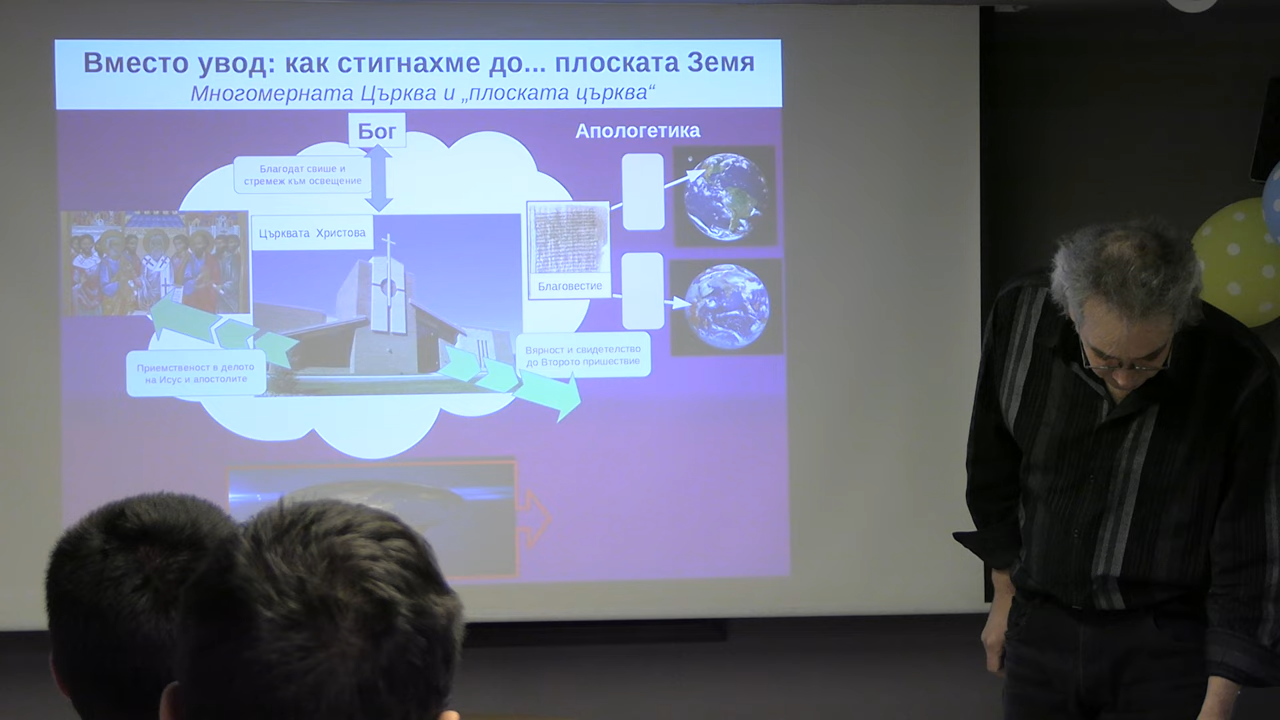 Вместо увод: как стигнахме до... плоската Земя
Многомерната Църква и „плоската църква“
Бог
Апологетика
Благодат свише и
стремеж към освещение
Църквата Христова
Благовестие
Приемственост в делото
на Исус и апостолите
Вярност и свидетелство
до Второто пришествие